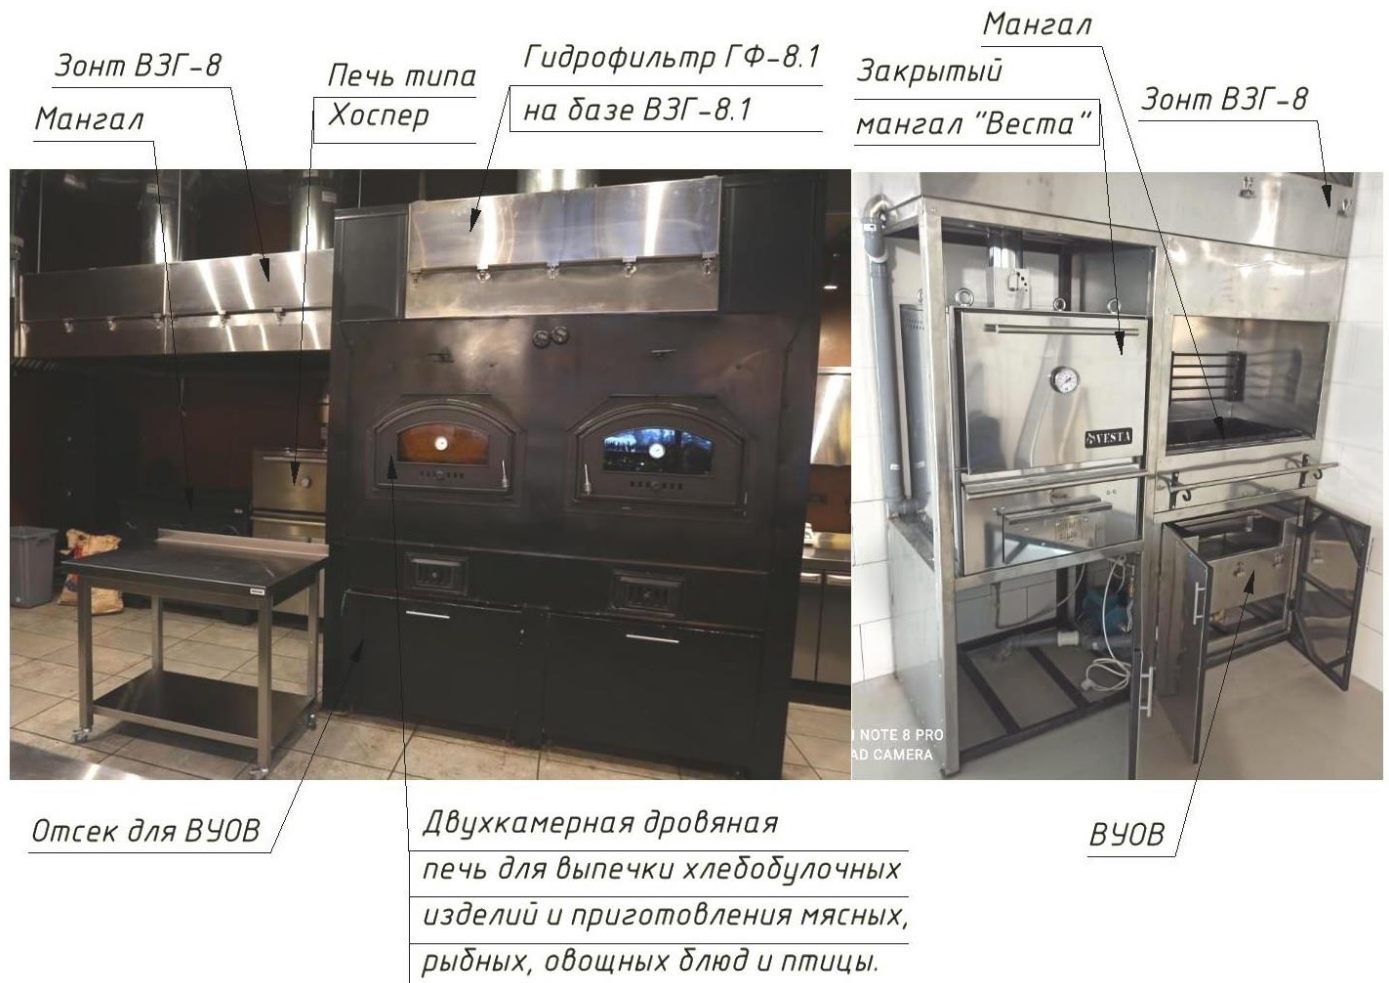 Зонт ВЗГ-8
Мангал
Печь типа
Хоспер
Гидрофильтр ГФ-8.1
на базе ВЗГ-8.1
Мангал
Закрытый
мангал "Веста"
Зонт ВЗГ-8
VESTA
NOTE 8 PRO
AD CAMERA
Отсек для ВУОВ
Двухкамерная дровяная
печь для выпечки хлебобулочных
изделий и приготовления мясных,
рыбных, овощных блюд и птицы.
ВУОВ